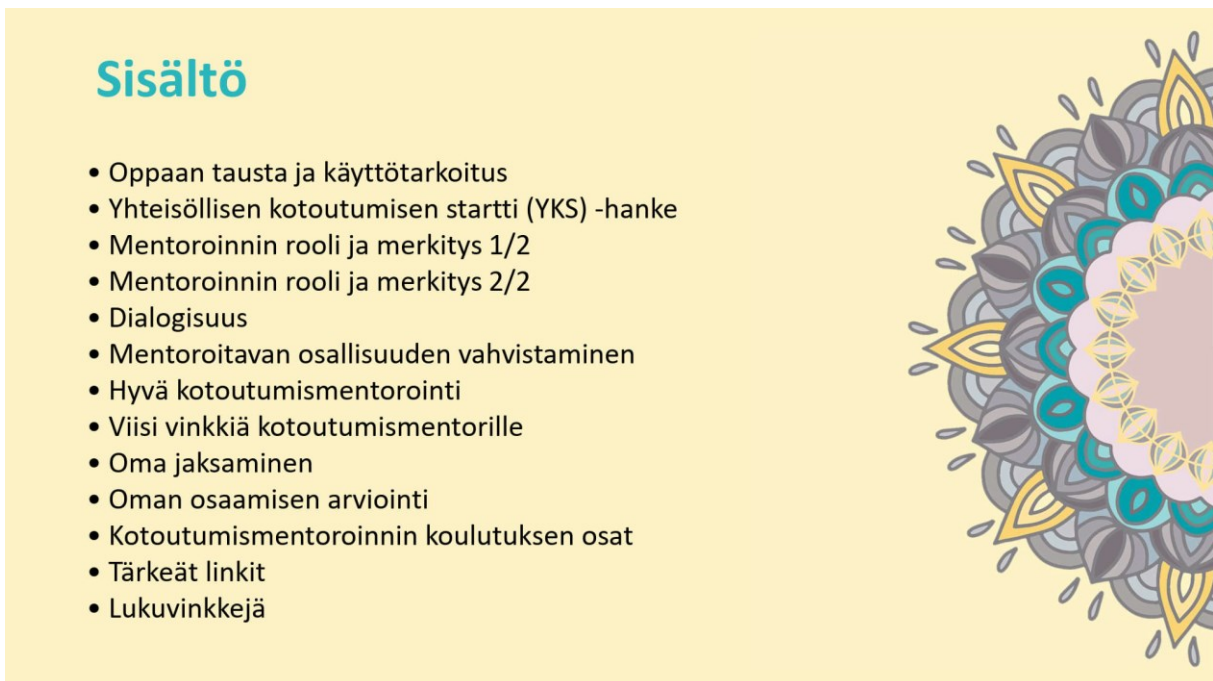 Sisältö
• Oppaan tausta ja käyttötarkoitus
• Yhteisöllisen kotoutumisen startti (YKS) -hanke
• Mentoroinnin rooli ja merkitys 1/2
• Mentoroinnin rooli ja merkitys 2/2
• Dialogisuus
• Mentoroitavan osallisuuden vahvistaminen
• Hyvä kotoutumismentorointi
• Viisi vinkkiä kotoutumismentorille
• Oma jaksaminen
• Oman osaamisen arviointi
• Kotoutumismentoroinnin koulutuksen osat
• Tärkeät linkit
• Lukuvinkkejä